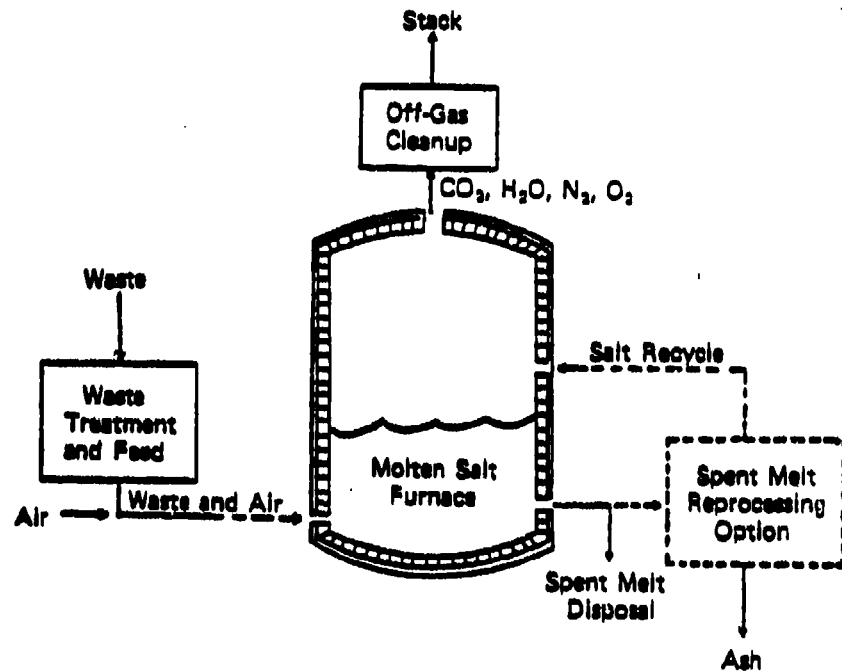 Stack
Off-Gas
Cleanup
CO₂, H₂O, N₂, O₂
Waste
Waste
Treatment
and Feed
Air
Waste and Air
Molten Salt
Furnace
Salt Recycle
Spent Melt
Reprocessing
Option
Spent Melt
Disposal
Ash